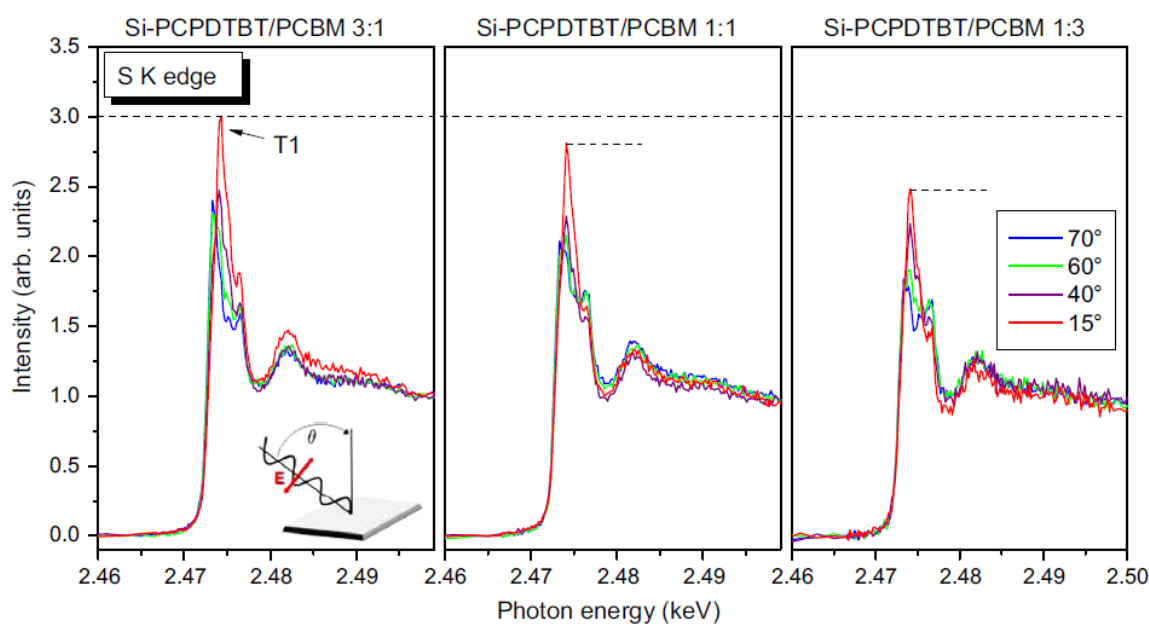 Si-PCPDTBT/PCBM 3:1
Si-PCPDTBT/PCBM 1:1
Si-PCPDTBT/PCBM 1:3
3.5
3.0
2.5
2.0
1.5
1.0
0.5
0.0
Intensity (arb. units)
S K edge
T1
θ
E
70°
60°
40°
15°
2.46 2.47 2.48 2.49 2.46 2.47 2.48 2.49 2.46 2.47 2.48 2.49 2.50
Photon energy (keV)